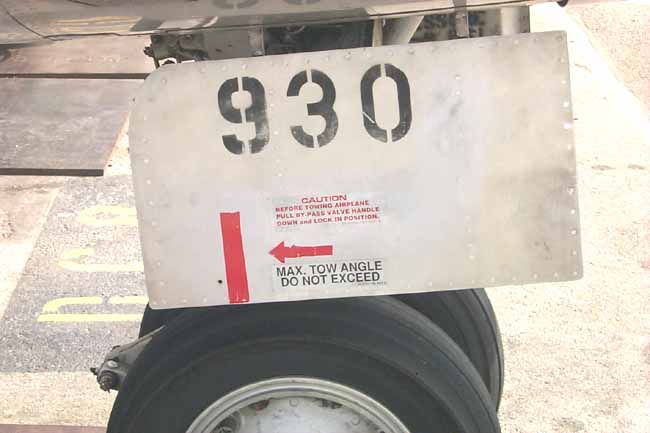 930
CAUTION
BEFORE TOWING AIRPLANE
PULL BY-PASS VALVE HANDLE
DOWN and LOCK IN POSITION.
MAX. TOW ANGLE
DO NOT EXCEED